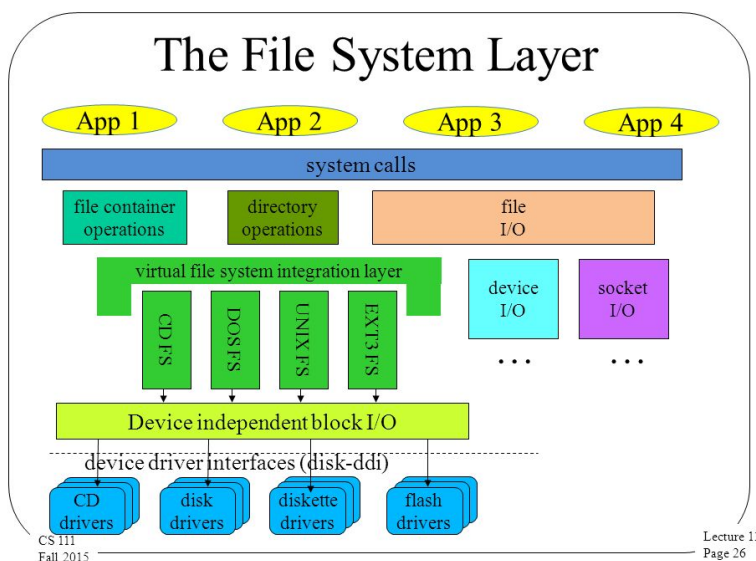 The File System Layer
App 1
App 2
App 3
App 4
system calls
file container
operations
directory
operations
file
I/O
virtual file system integration layer
device
I/O
socket
I/O
CD FS
DOS FS
UNIX FS
EXT3 FS
...
...
Device independent block I/O
device driver interfaces (disk-ddi)
CD
drivers
disk
drivers
diskette
drivers
flash
drivers
CS 111
Fall 2015
Lecture
Page 26